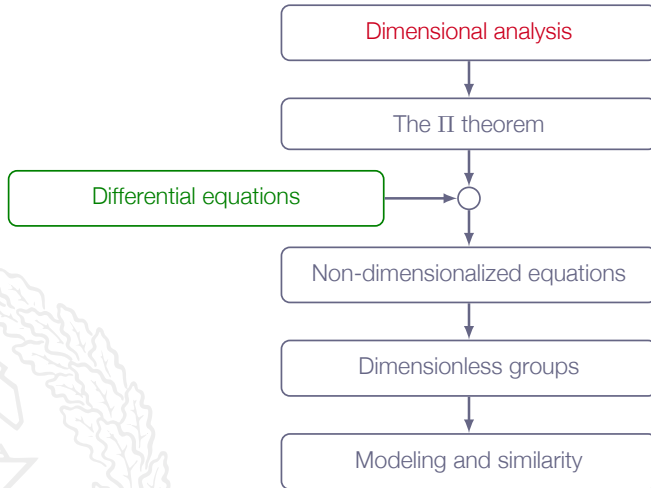 Dimensional analysis
The Π theorem
Differential equations
Non-dimensionalized equations
Dimensionless groups
Modeling and similarity